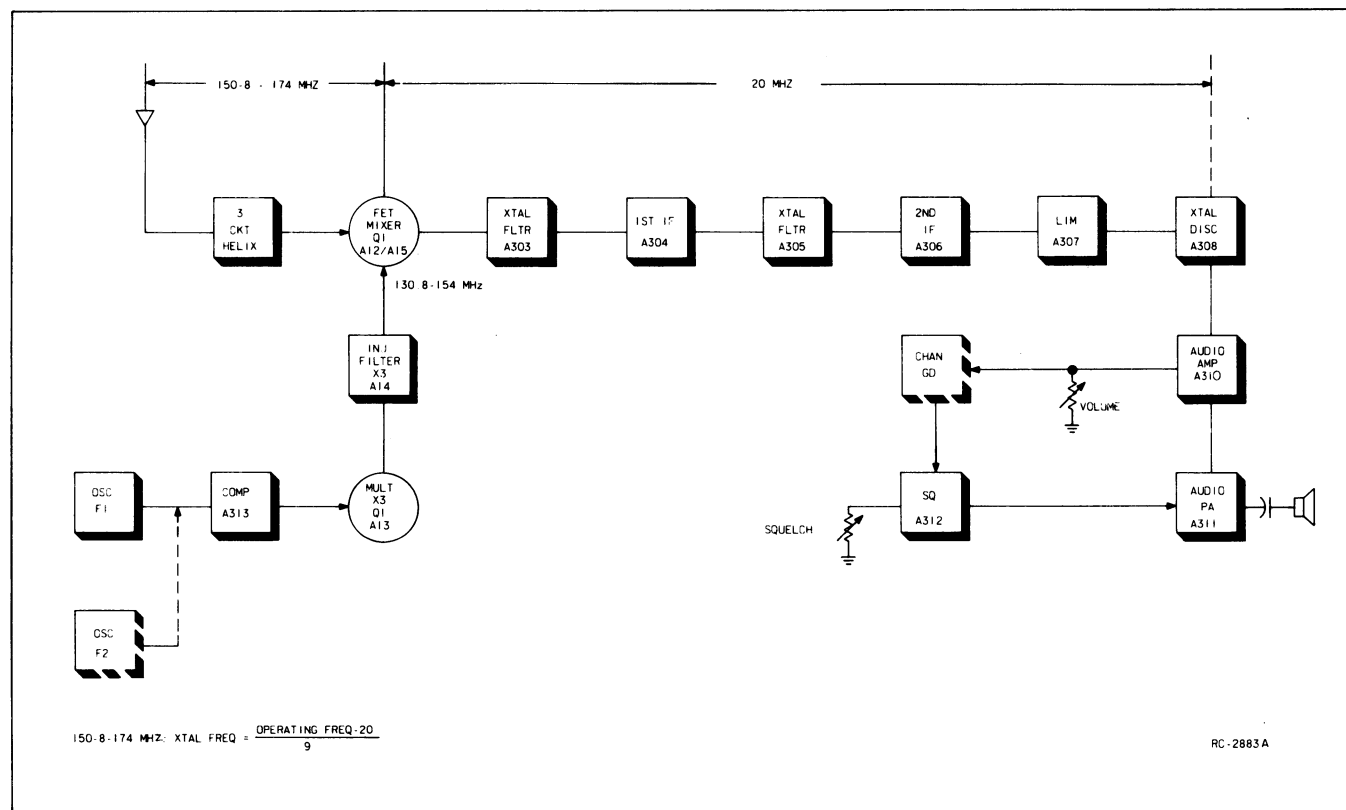 150.8 - 174 MHZ
20 MHZ
3
CKT
HELIX
FET
MIXER
Q1
A12/A15
XTAL
FLTR
A303
1ST IF
A304
XTAL
FLTR
A305
2ND
IF
A306
LIM
A307
XTAL
DISC
A308
130.8-154 MHz
INJ
FILTER
X3
A14
CHAN
GD
AUDIO
AMP
A310
VOLUME
OSC
F1
COMP
A313
MULT
X3
Q1
A13
SQUELCH
SQ
A312
AUDIO
PA
A311
OSC
F2
150.8-174 MHZ: XTAL FREQ = OPERATING FREQ-20
9
RC-2883A